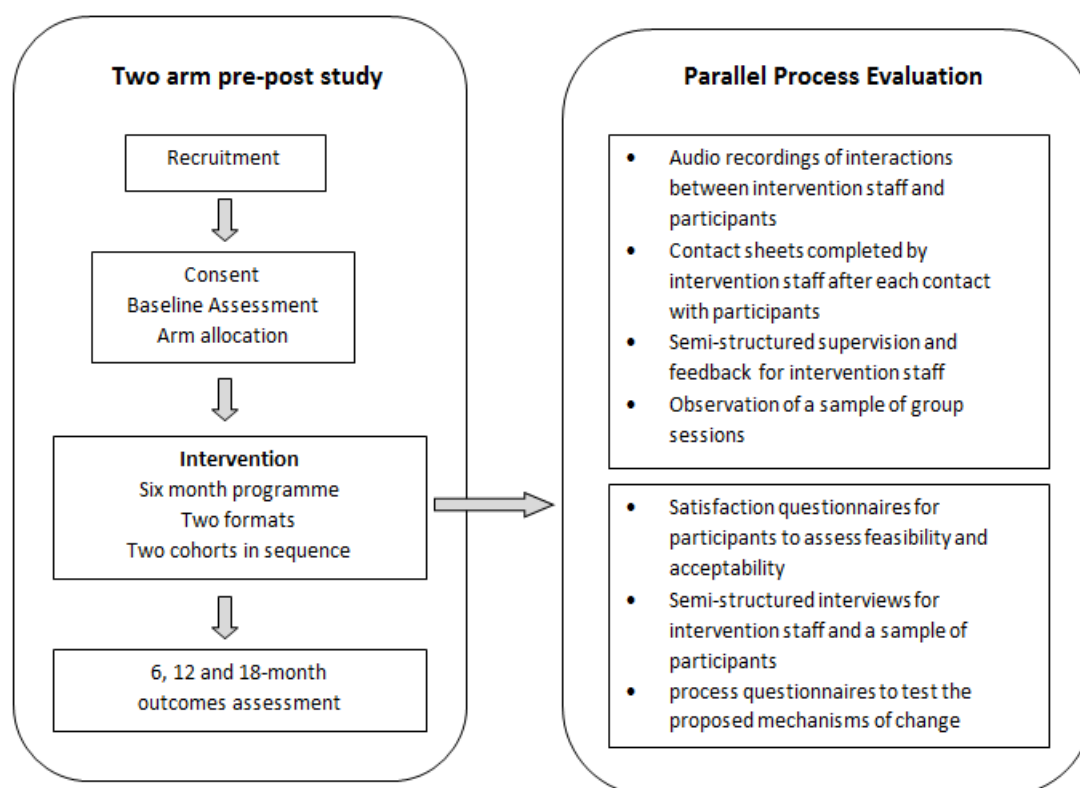 Two arm pre-post study
Recruitment
Consent
Baseline Assessment
Arm allocation
Intervention
Six month programme
Two formats
Two cohorts in sequence
6, 12 and 18-month
outcomes assessment
Parallel Process Evaluation
• Audio recordings of interactions
between intervention staff and
participants
• Contact sheets completed by
intervention staff after each contact
with participants
• Semi-structured supervision and
feedback for intervention staff
• Observation of a sample of group
sessions
• Satisfaction questionnaires for
participants to assess feasibility and
acceptability
• Semi-structured interviews for
intervention staff and a sample of
participants
• process questionnaires to test the
proposed mechanisms of change